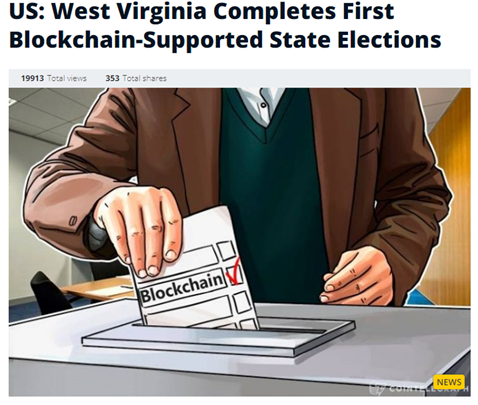 US: West Virginia Completes First
Blockchain-Supported State Elections
19913 Total views 353 Total shares
Blockchain
NEWS